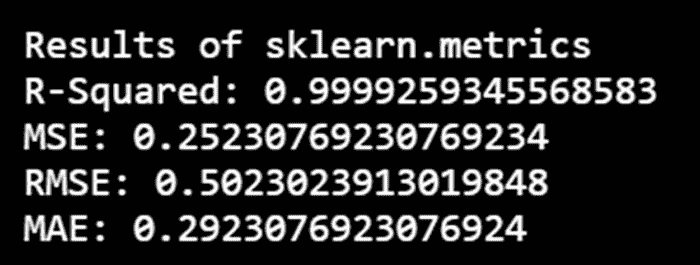 Results of sklearn.metrics
R-Squared: 0.9999259345568583
MSE: 0.25230769230769234
RMSE: 0.5023023913019848
MAE: 0.2923076923076924